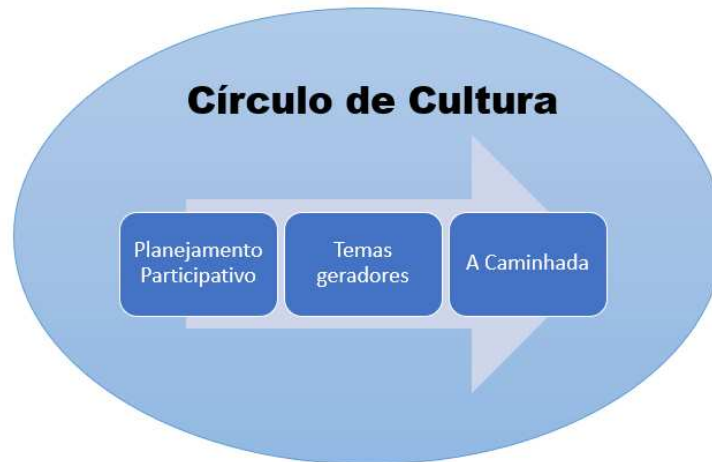 Círculo de Cultura
Planejamento
Participativo
Temas
geradores
A Caminhada